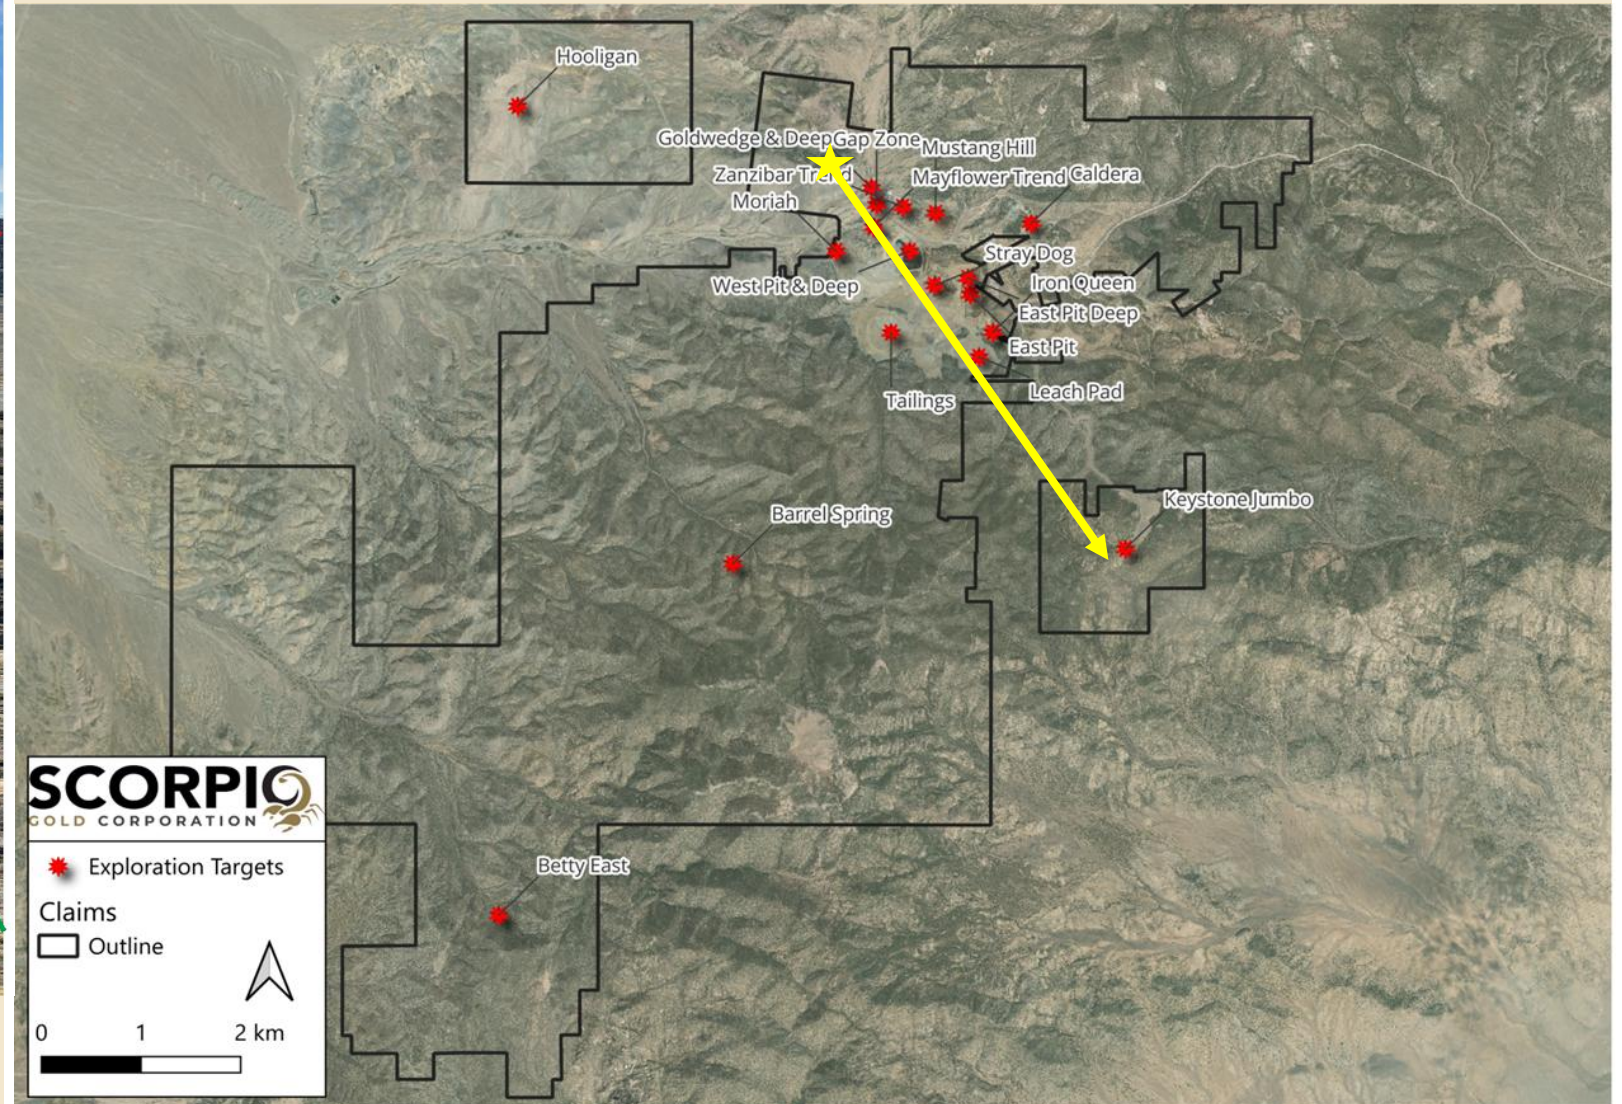 Hooligan
Goldwedge & Deep
Gap Zone
Mustang Hill
Zanzibar Trend
Mayflower Trend
Caldera
Moriah
Stray Dog
West Pit & Deep
Iron Queen
East Pit Deep
East Pit
Leach Pad
Tailings
Keystone Jumbo
Barrel Spring
Betty East
SCORPIO
GOLD CORPORATION
Exploration Targets
Claims
Outline
0 1 2 km